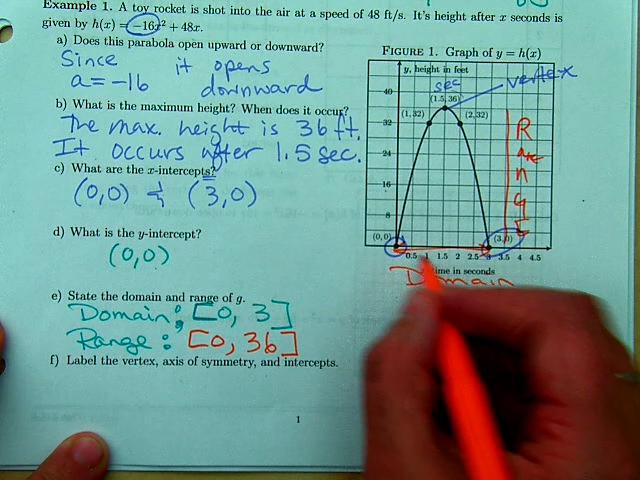 Example 1. A toy rocket is shot into the air at a speed of 48 ft/s. It's height after x seconds is
given by h(x) = −16x² + 48x.
a) Does this parabola open upward or downward?
Since it opens
a = −16 downward
b) What is the maximum height? When does it occur?
The max. height is 36 ft.
It occurs after 1.5 sec.
c) What are the x-intercepts?
(0,0) & (3,0)
d) What is the y-intercept?
(0,0)
e) State the domain and range of g.
Domain: [0, 3]
Range: [0, 36]
f) Label the vertex, axis of symmetry, and intercepts.
1
Figure 1. Graph of y = h(x)
y, height in feet
sec
vertex
(1.5, 36)
(1, 32)
(2, 32)
40
32
24
16
8
(0, 0)
(3, 0)
0.5 1 1.5 2 2.5 3 3.5 4 4.5
time in seconds
Range
Domain